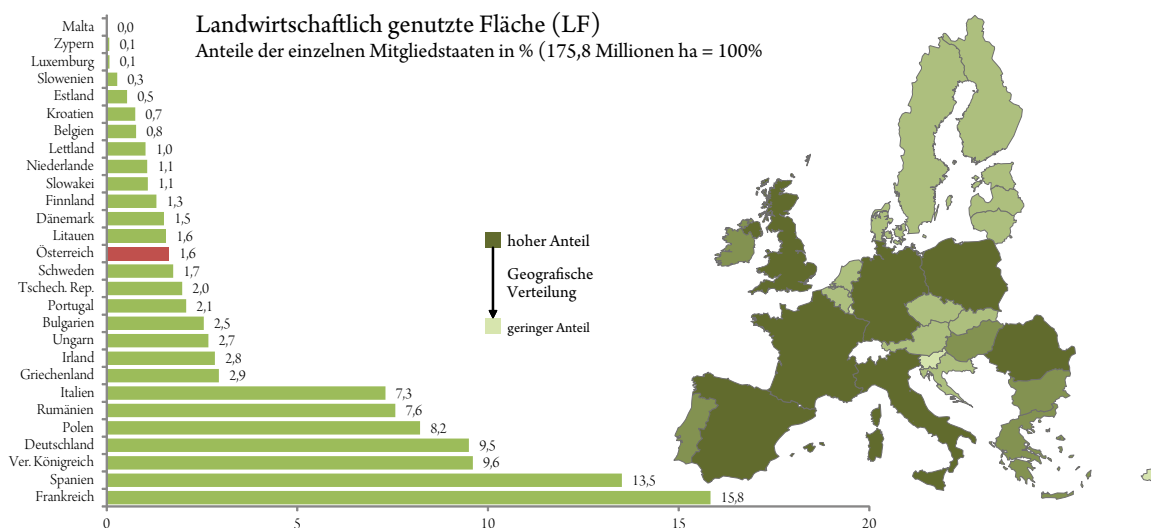 Landwirtschaftlich genutzte Fläche (LF)
Anteile der einzelnen Mitgliedstaaten in % (175,8 Millionen ha = 100%
Malta 0,0
Zypern 0,1
Luxemburg 0,1
Slowenien 0,3
Estland 0,5
Kroatien 0,7
Belgien 0,8
Lettland 1,0
Niederlande 1,1
Slowakei 1,1
Finnland 1,3
Dänemark 1,5
Litauen 1,6
Österreich 1,6
Schweden 1,7
Tschech. Rep. 2,0
Portugal 2,1
Bulgarien 2,5
Ungarn 2,7
Irland 2,8
Griechenland 2,9
Italien 7,3
Rumänien 7,6
Polen 8,2
Deutschland 9,5
Ver. Königreich 9,6
Spanien 13,5
Frankreich 15,8
0 5 10 15 20
hoher Anteil
Geografische
Verteilung
geringer Anteil